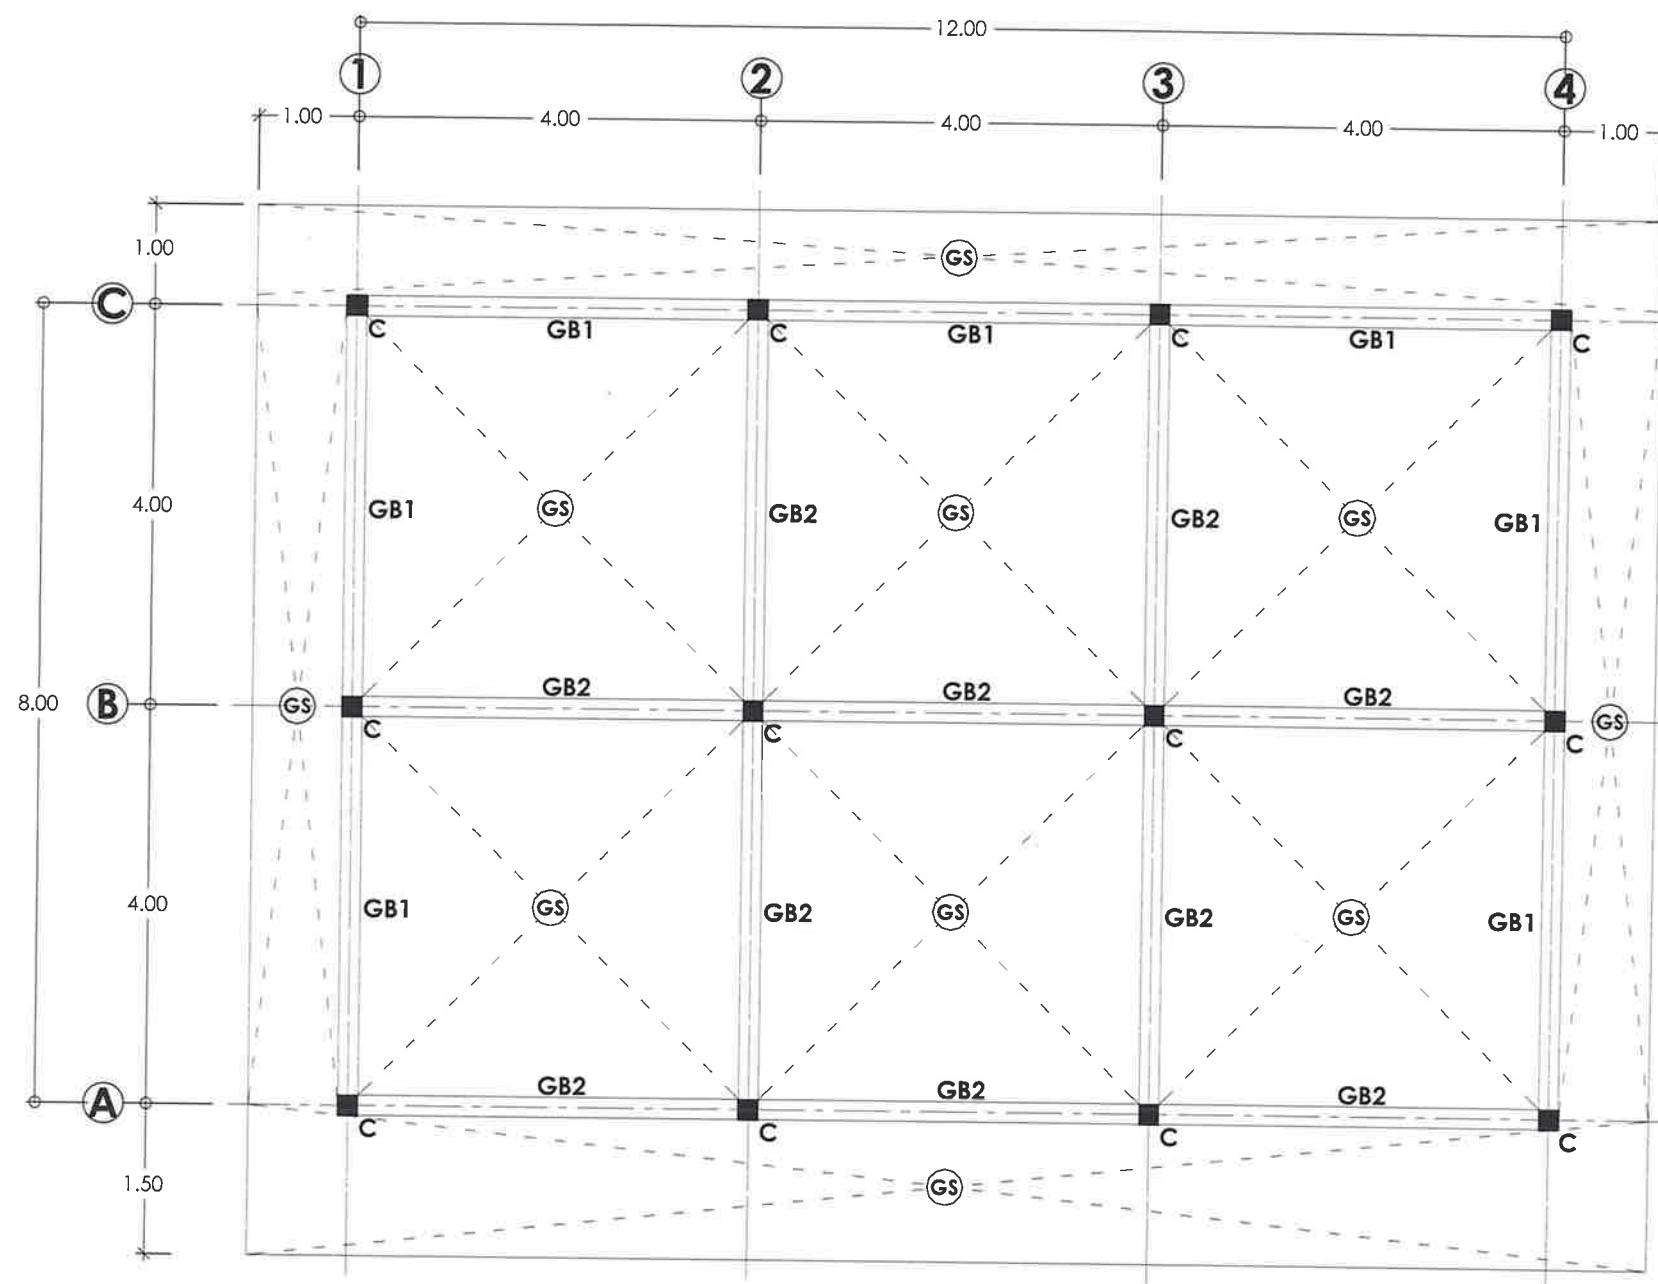 12.00
1 2 3 4
1.00 4.00 4.00 4.00 1.00
1.00
GS
C
C GB1 C GB1 C GB1 C
4.00 GB1 GS GB2 GS GB2 GS GB1
GB2 GB2 GB2
8.00 B GS GS
C C C C
4.00 GB1 GS GB2 GS GB2 GS GB1
GB2 GB2 GB2
A
C C C C
1.50 GS